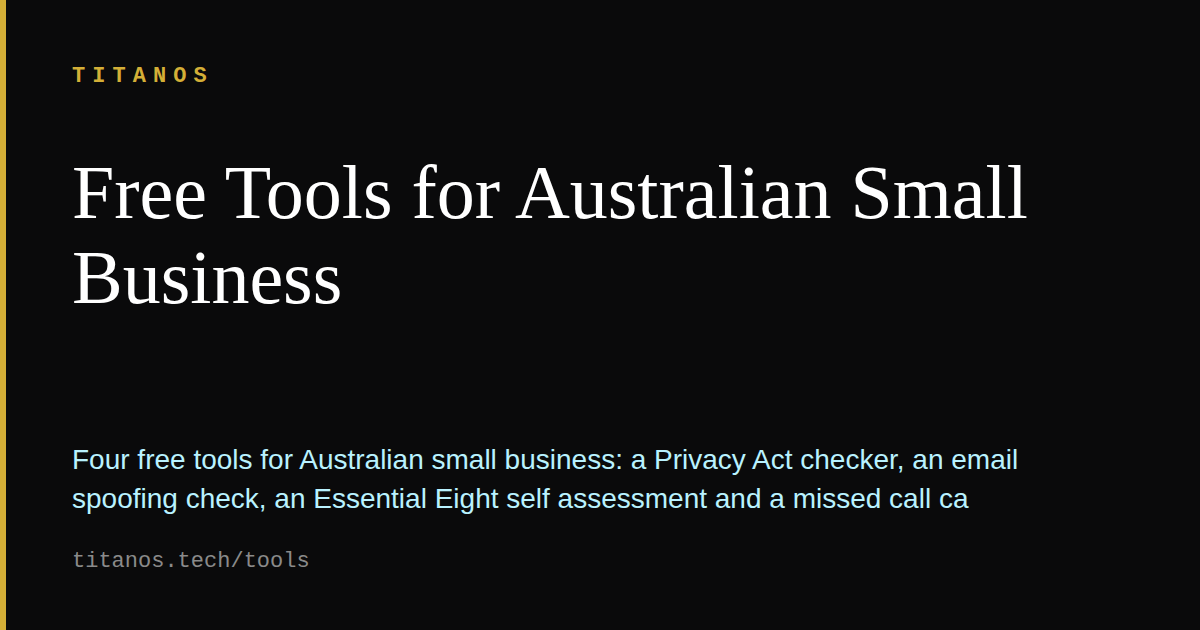 TITANOS
Free Tools for Australian Small
Business
Four free tools for Australian small business: a Privacy Act checker, an email
spoofing check, an Essential Eight self assessment and a missed call ca
titanos.tech/tools